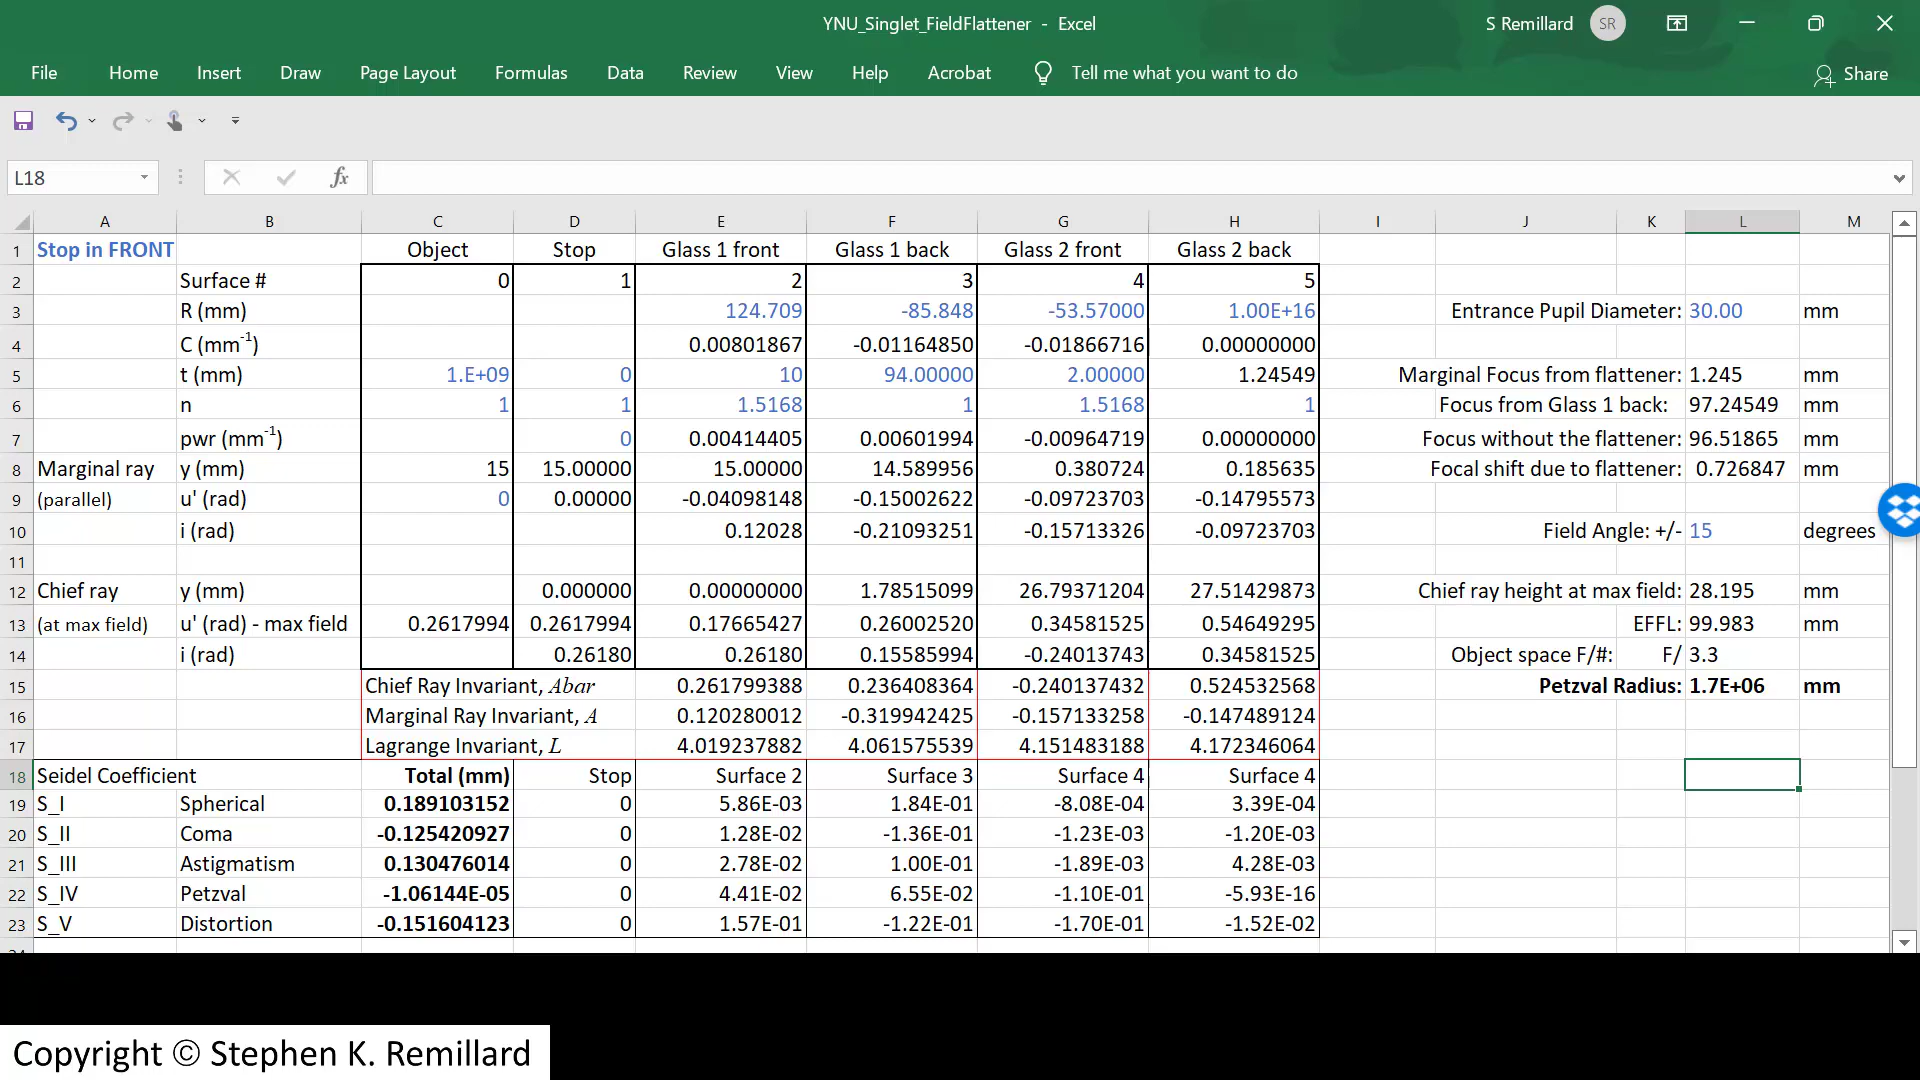 YNU_Singlet_FieldFlattener - Excel
S Remillard SR
File Home Insert Draw Page Layout Formulas Data Review View Help Acrobat Tell me what you want to do Share
L18 fx
A B C D E F G H I J K L M
1 Stop in FRONT Object Stop Glass 1 front Glass 1 back Glass 2 front Glass 2 back
2 Surface # 0 1 2 3 4 5
3 R (mm) 124.709 -85.848 -53.57000 1.00E+16 Entrance Pupil Diameter: 30.00 mm
4 C (mm-1) 0.00801867 -0.01164850 -0.01866716 0.00000000
5 t (mm) 1.E+09 0 10 94.00000 2.00000 1.24549 Marginal Focus from flattener: 1.245 mm
6 n 1 1 1.5168 1 1.5168 1 Focus from Glass 1 back: 97.24549 mm
7 pwr (mm-1) 0 0.00414405 0.00601994 -0.00964719 0.00000000 Focus without the flattener: 96.51865 mm
8 Marginal ray y (mm) 15 15.00000 15.00000 14.589956 0.380724 0.185635 Focal shift due to flattener: 0.726847 mm
9 (parallel) u' (rad) 0 0.00000 -0.04098148 -0.15002622 -0.09723703 -0.14795573
10 i (rad) 0.12028 -0.21093251 -0.15713326 -0.09723703 Field Angle: +/- 15 degrees
11
12 Chief ray y (mm) 0.000000 0.00000000 1.78515099 26.79371204 27.51429873 Chief ray height at max field: 28.195 mm
13 (at max field) u' (rad) - max field 0.2617994 0.2617994 0.17665427 0.26002520 0.34581525 0.54649295 EFFL: 99.983 mm
14 i (rad) 0.26180 0.26180 0.15585994 -0.24013743 0.34581525 Object space F/#: F/ 3.3
15 Chief Ray Invariant, Abar 0.261799388 0.236408364 -0.240137432 0.524532568 Petzval Radius: 1.7E+06 mm
16 Marginal Ray Invariant, A 0.120280012 -0.319942425 -0.157133258 -0.147489124
17 Lagrange Invariant, L 4.019237882 4.061575539 4.151483188 4.172346064
18 Seidel Coefficient Total (mm) Stop Surface 2 Surface 3 Surface 4 Surface 4
19 S_I Spherical 0.189103152 0 5.86E-03 1.84E-01 -8.08E-04 3.39E-04
20 S_II Coma -0.125420927 0 1.28E-02 -1.36E-01 -1.23E-03 -1.20E-03
21 S_III Astigmatism 0.130476014 0 2.78E-02 1.00E-01 -1.89E-03 4.28E-03
22 S_IV Petzval -1.06144E-05 0 4.41E-02 6.55E-02 -1.10E-01 -5.93E-16
23 S_V Distortion -0.151604123 0 1.57E-01 -1.22E-01 -1.70E-01 -1.52E-02
Copyright © Stephen K. Remillard